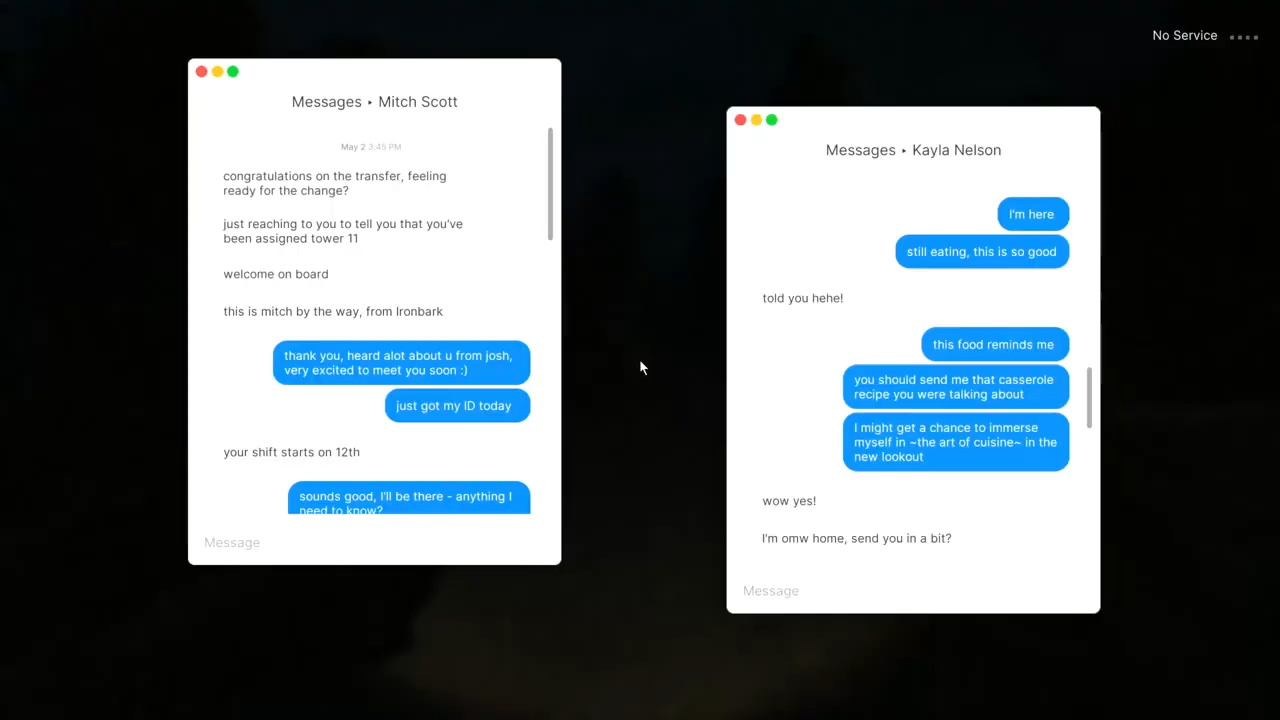 No Service
Messages ‣ Mitch Scott
May 2 3:45 PM
congratulations on the transfer, feeling
ready for the change?
just reaching to you to tell you that you've
been assigned tower 11
welcome on board
this is mitch by the way, from Ironbark
thank you, heard alot about u from josh,
very excited to meet you soon :)
just got my ID today
your shift starts on 12th
sounds good, I'll be there - anything I
need to know?
Message
Messages ‣ Kayla Nelson
I'm here
still eating, this is so good
told you hehe!
this food reminds me
you should send me that casserole
recipe you were talking about
I might get a chance to immerse
myself in ~the art of cuisine~ in the
new lookout
wow yes!
I'm omw home, send you in a bit?
Message